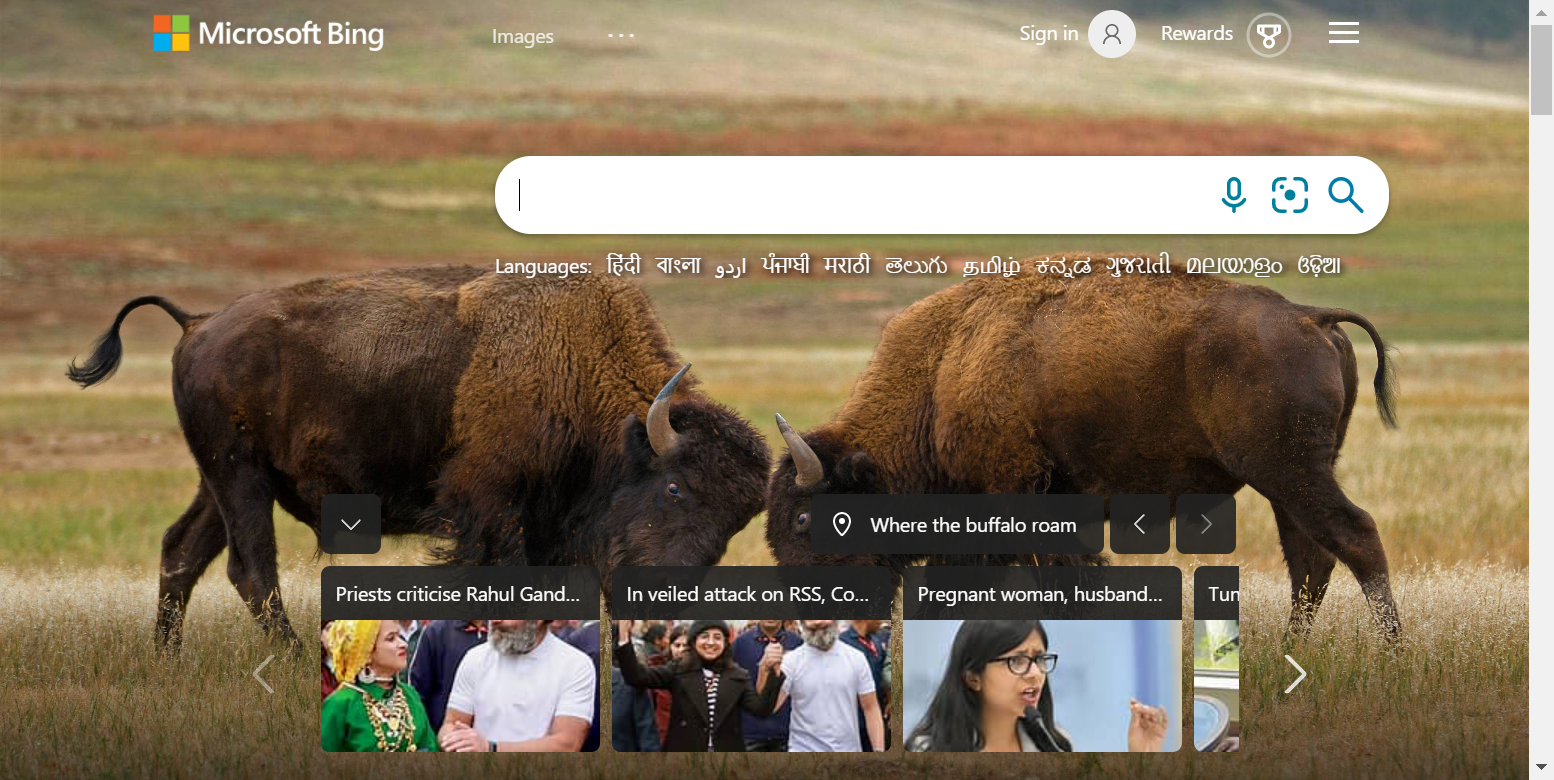 Microsoft Bing
Images
Sign in
Rewards
Languages: हिंदी বাংলা اردو ਪੰਜਾਬੀ मराठी తెలుగు தமிழ் ಕನ್ನಡ ગુજરાતી മലയാളം ଓଡ଼ିଆ
Where the buffalo roam
Priests criticise Rahul Gand...
In veiled attack on RSS, Co...
Pregnant woman, husband...